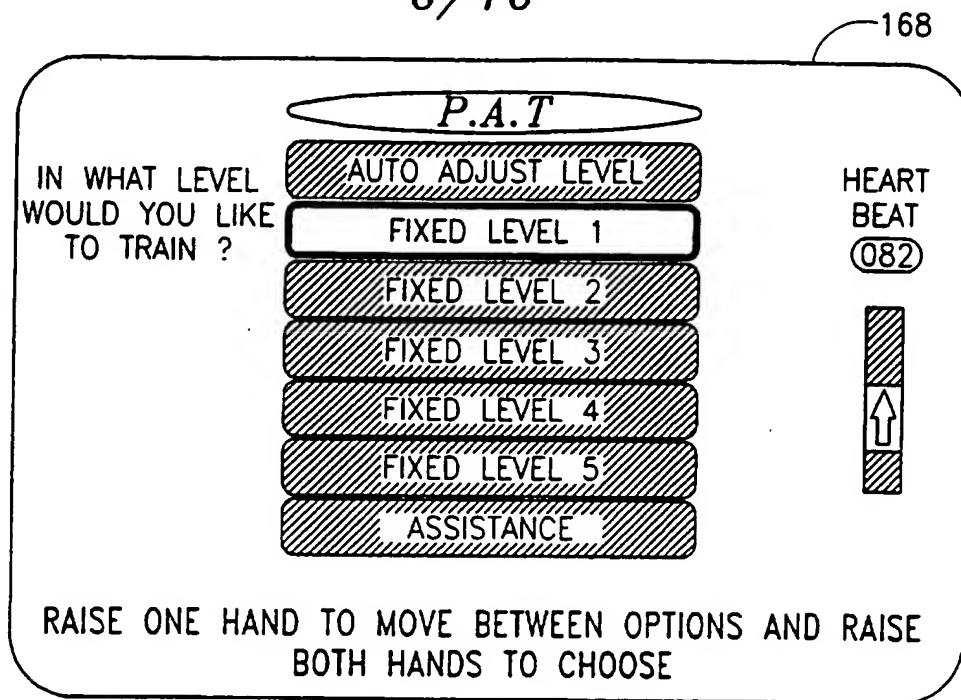 168
P.A.T
IN WHAT LEVEL
WOULD YOU LIKE
TO TRAIN ?
AUTO ADJUST LEVEL
FIXED LEVEL 1
FIXED LEVEL 2
FIXED LEVEL 3
FIXED LEVEL 4
FIXED LEVEL 5
ASSISTANCE
HEART
BEAT
082
RAISE ONE HAND TO MOVE BETWEEN OPTIONS AND RAISE
BOTH HANDS TO CHOOSE